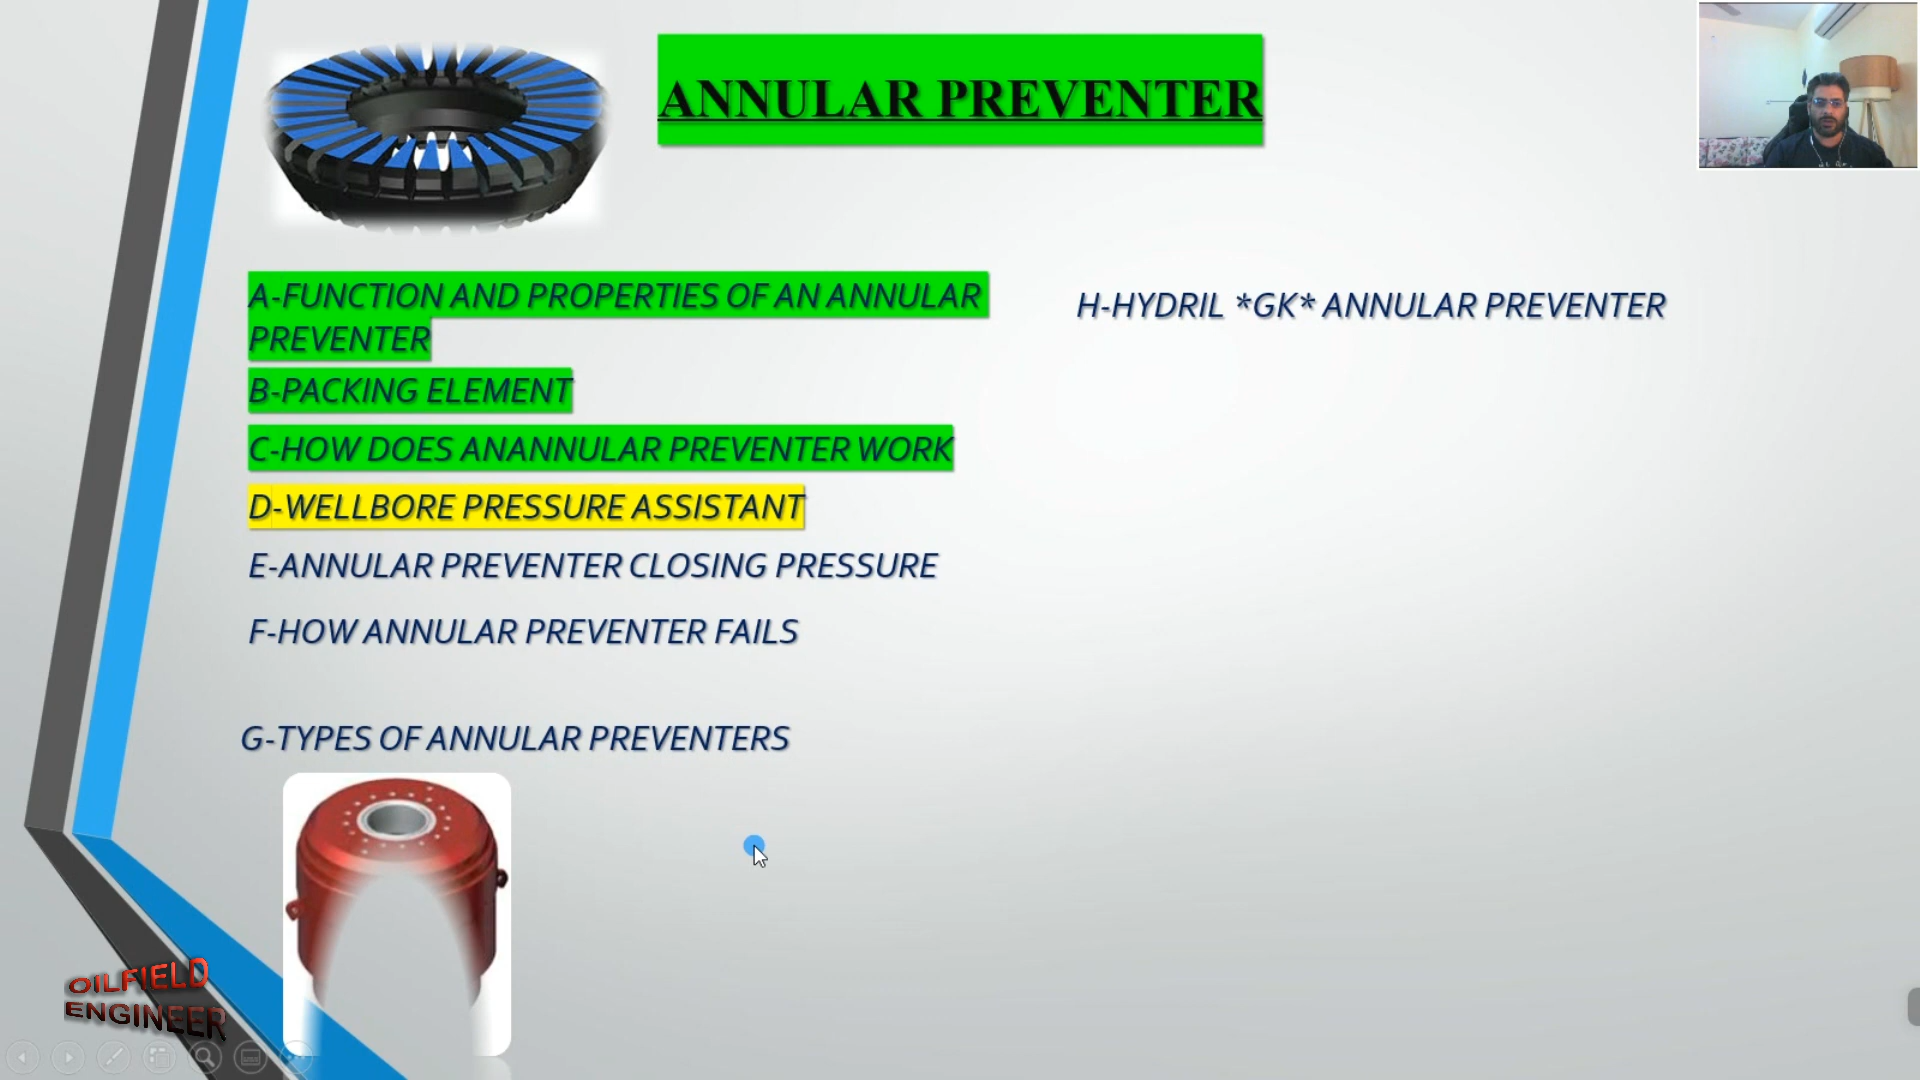 ANNULAR PREVENTER
A-FUNCTION AND PROPERTIES OF AN ANNULAR
PREVENTER
B-PACKING ELEMENT
C-HOW DOES ANANNULAR PREVENTER WORK
D-WELLBORE PRESSURE ASSISTANT
E-ANNULAR PREVENTER CLOSING PRESSURE
F-HOW ANNULAR PREVENTER FAILS
G-TYPES OF ANNULAR PREVENTERS
H-HYDRIL *GK* ANNULAR PREVENTER
OILFIELD
ENGINEER